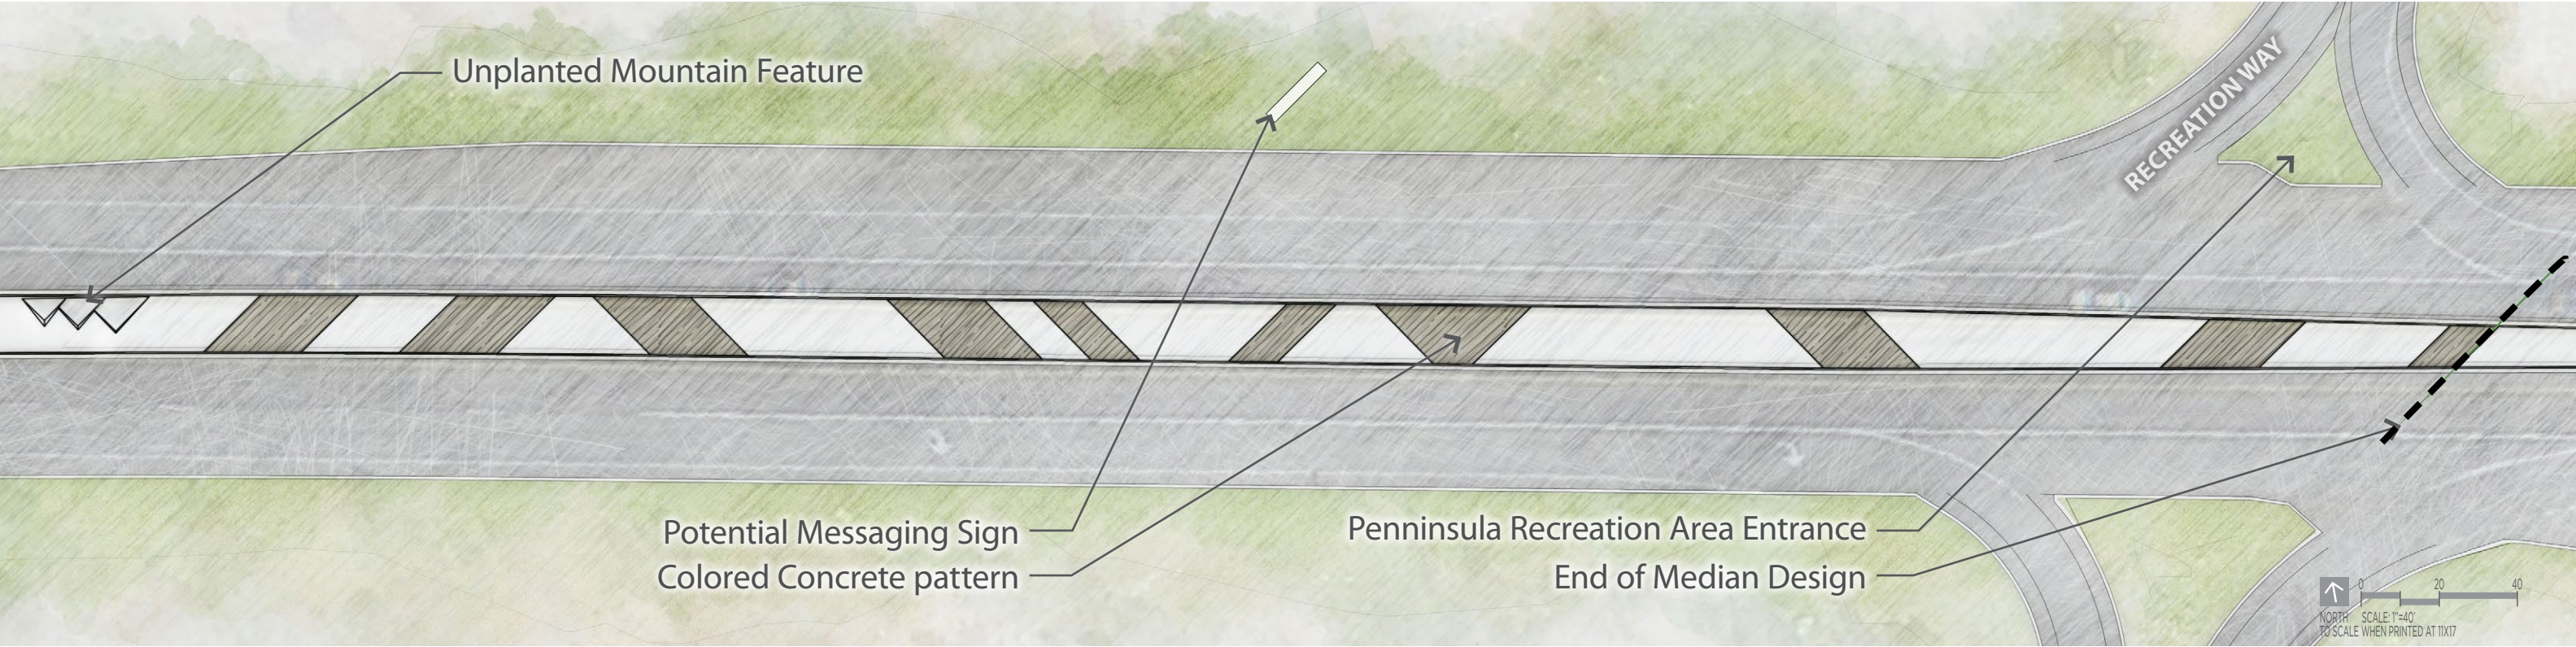 Unplanted Mountain Feature
RECREATION WAY
Potential Messaging Sign
Colored Concrete pattern
Penninsula Recreation Area Entrance
End of Median Design
0 20 40
NORTH SCALE: 1"=40'
TO SCALE WHEN PRINTED AT 11X17